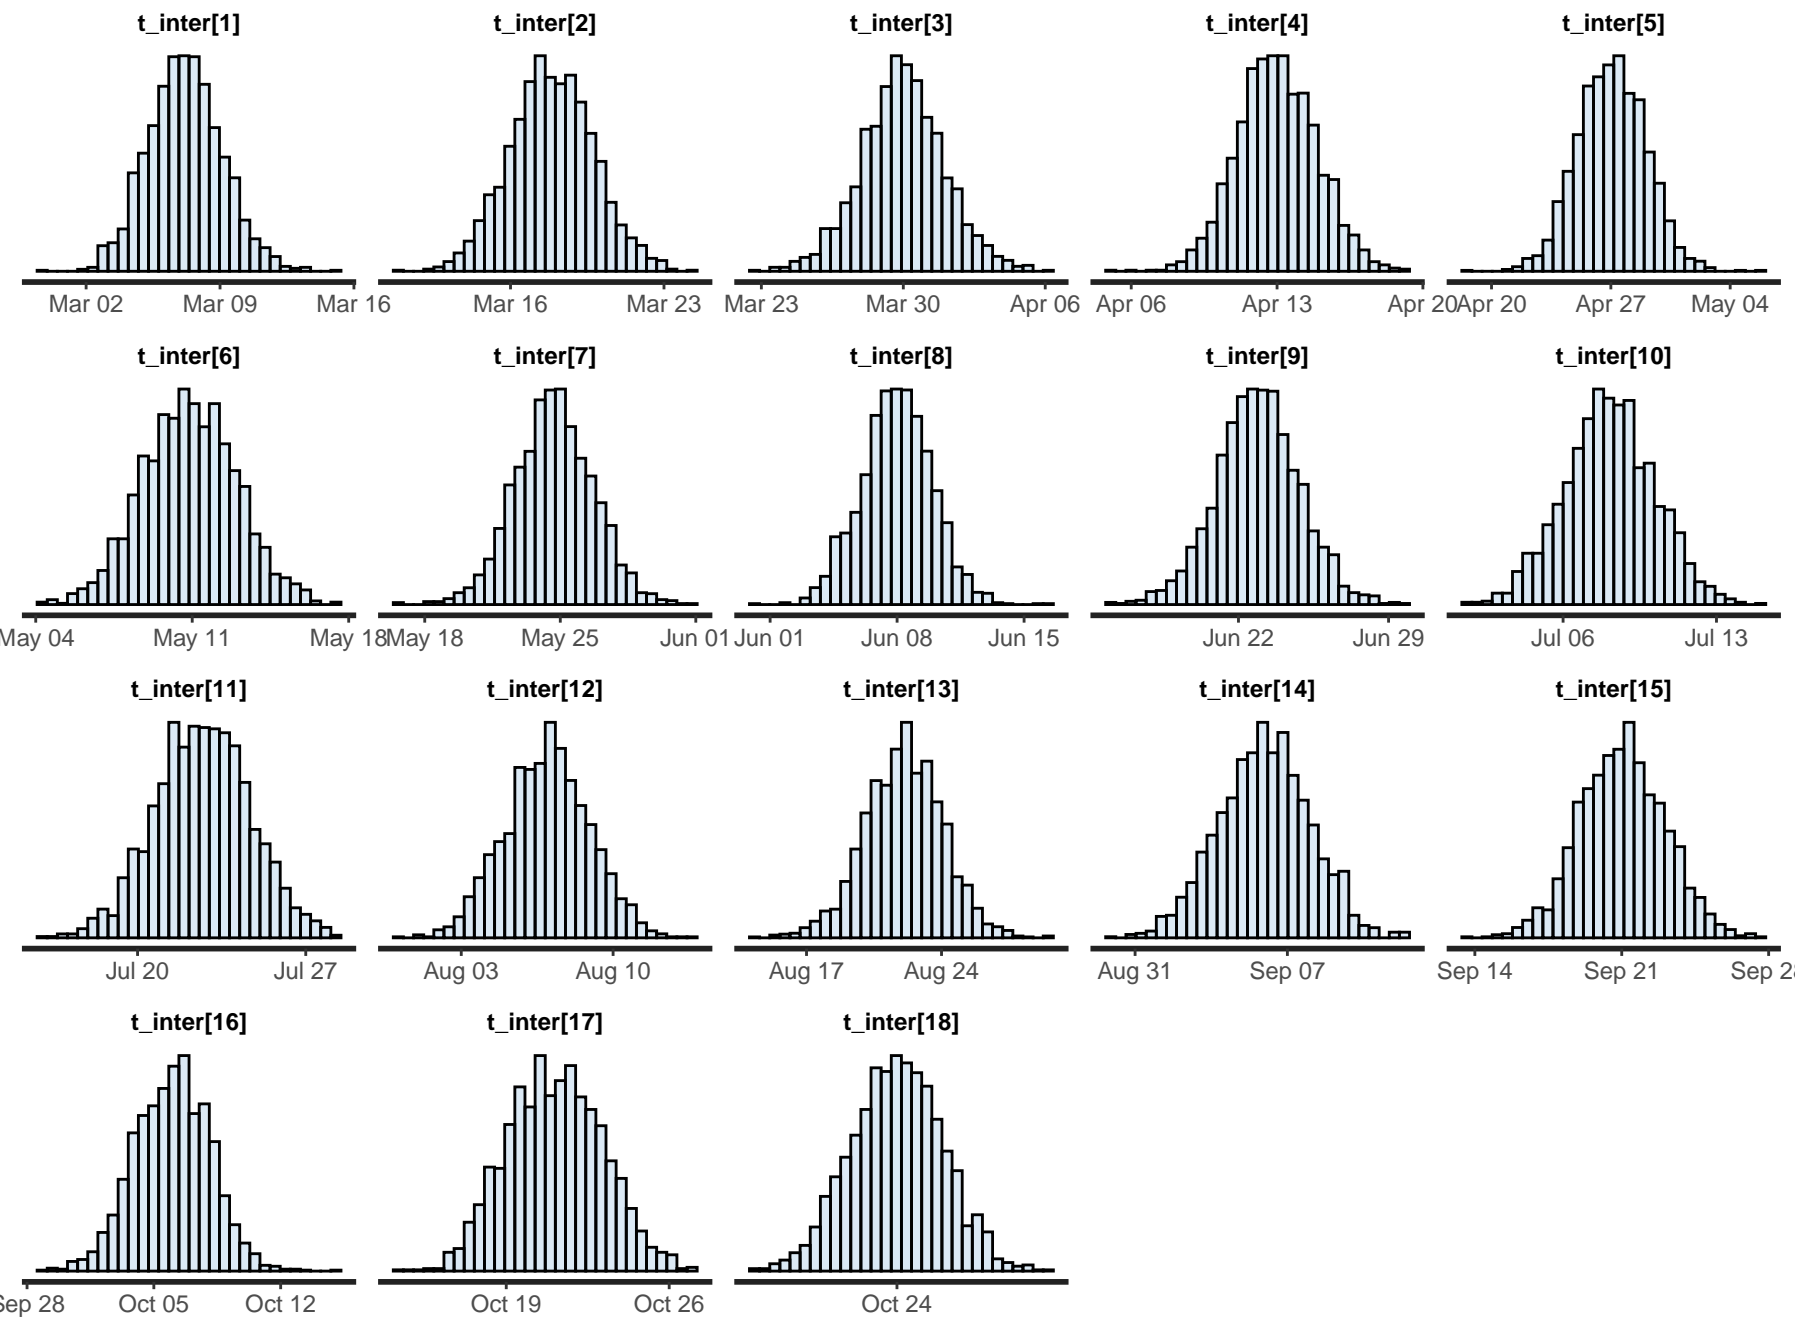 t_inter[1] t_inter[2] t_inter[3] t_inter[4] t_inter[5]
Mar 02 Mar 09 Mar 16 Mar 16 Mar 23 Mar 23 Mar 30 Apr 06 Apr 06 Apr 13 Apr 20 Apr 20 Apr 27 May 04
t_inter[6] t_inter[7] t_inter[8] t_inter[9] t_inter[10]
May 04 May 11 May 18 May 18 May 25 Jun 01 Jun 01 Jun 08 Jun 15 Jun 22 Jun 29 Jul 06 Jul 13
t_inter[11] t_inter[12] t_inter[13] t_inter[14] t_inter[15]
Jul 20 Jul 27 Aug 03 Aug 10 Aug 17 Aug 24 Aug 31 Sep 07 Sep 14 Sep 21 Sep 28
t_inter[16] t_inter[17] t_inter[18]
Sep 28 Oct 05 Oct 12 Oct 19 Oct 26 Oct 24